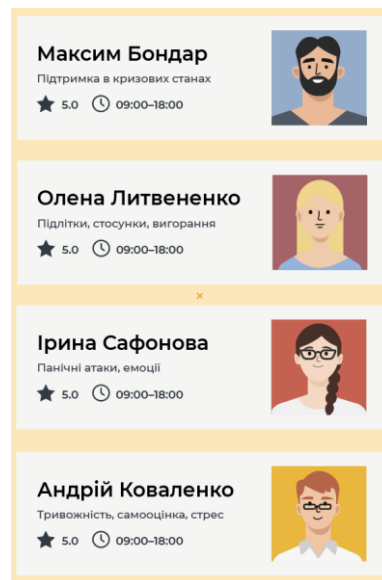 Максим Бондар
Підтримка в кризових станах
5.0 09:00–18:00
Олена Литвененко
Підлітки, стосунки, вигорання
5.0 09:00–18:00
×
Ірина Сафонова
Панічні атаки, емоції
5.0 09:00–18:00
Андрій Коваленко
Тривожність, самооцінка, стрес
5.0 09:00–18:00